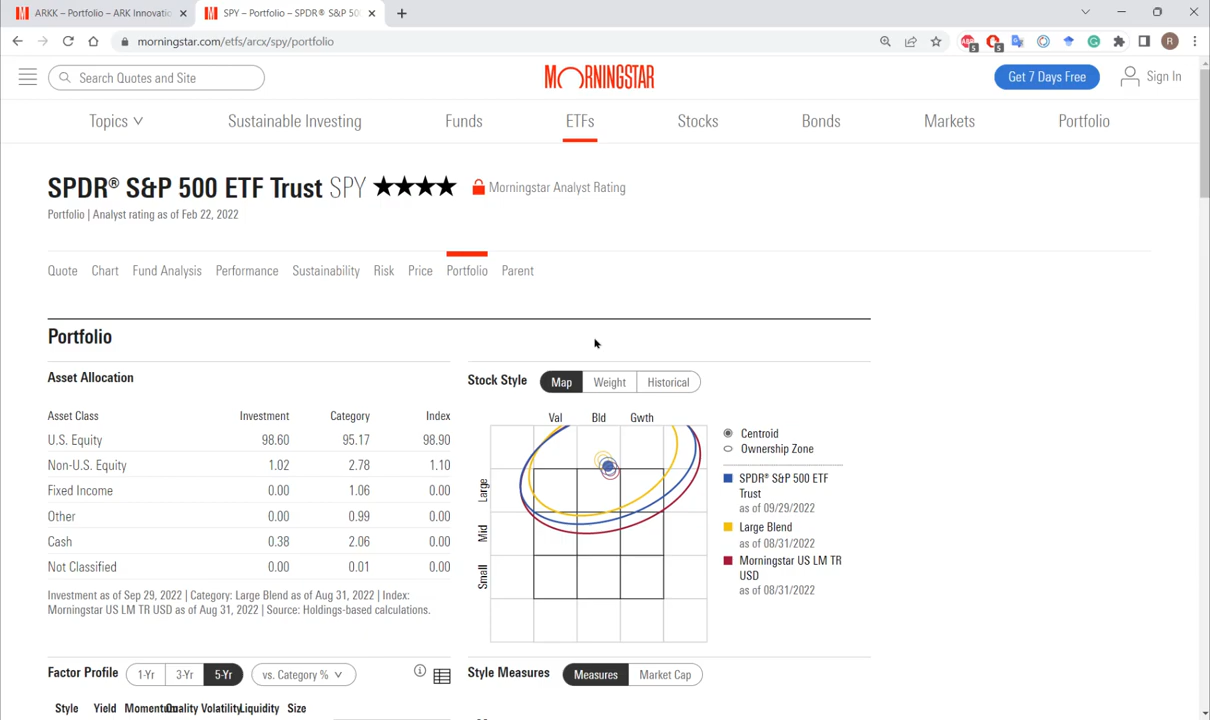 ARKK – Portfolio – ARK Innovatio
SPY – Portfolio – SPDR® S&P 500
morningstar.com/etfs/arcx/spy/portfolio
5
5
R
Search Quotes and Site
MORNINGSTAR
Get 7 Days Free
Sign In
Topics
Sustainable Investing
Funds
ETFs
Stocks
Bonds
Markets
Portfolio
SPDR® S&P 500 ETF Trust SPY ★★★★
Morningstar Analyst Rating
Portfolio | Analyst rating as of Feb 22, 2022
Quote Chart Fund Analysis Performance Sustainability Risk Price Portfolio Parent
Portfolio
Asset Allocation
Asset Class Investment Category Index
U.S. Equity 98.60 95.17 98.90
Non-U.S. Equity 1.02 2.78 1.10
Fixed Income 0.00 1.06 0.00
Other 0.00 0.99 0.00
Cash 0.38 2.06 0.00
Not Classified 0.00 0.01 0.00
Investment as of Sep 29, 2022 | Category: Large Blend as of Aug 31, 2022 | Index:
Morningstar US LM TR USD as of Aug 31, 2022 | Source: Holdings-based calculations.
Stock Style
Map Weight Historical
Val Bld Gwth
Large
Mid
Small
Centroid
Ownership Zone
SPDR® S&P 500 ETF
Trust
as of 09/29/2022
Large Blend
as of 08/31/2022
Morningstar US LM TR
USD
as of 08/31/2022
Factor Profile
1-Yr 3-Yr 5-Yr
vs. Category %
Style Yield Momentum Quality Volatility Liquidity Size
Style Measures
Measures Market Cap